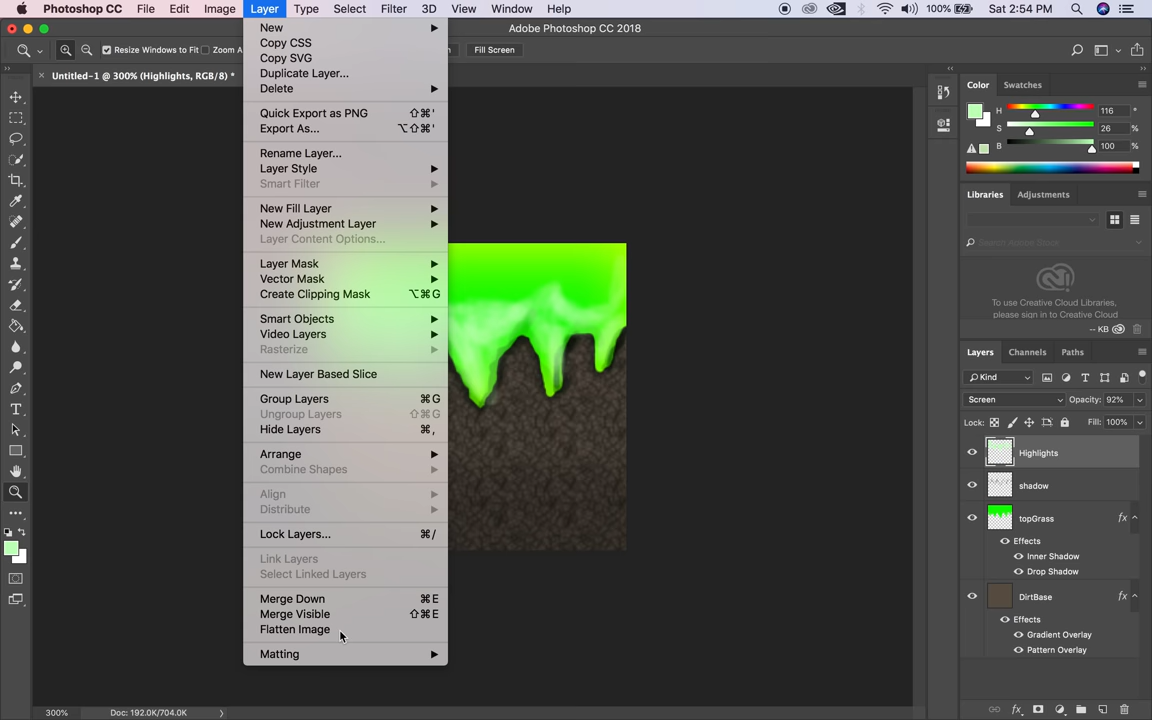 Photoshop CC File Edit Image Layer Type Select Filter 3D View Window Help 100% Sat 2:54 PM
Adobe Photoshop CC 2018
Resize Windows to Fit Zoom A Fill Screen
× Untitled-1 @ 300% (Highlights, RGB/8) *
New
Copy CSS
Copy SVG
Duplicate Layer...
Delete
Quick Export as PNG ⇧⌘'
Export As... ⌥⇧⌘'
Rename Layer...
Layer Style
Smart Filter
New Fill Layer
New Adjustment Layer
Layer Content Options...
Layer Mask
Vector Mask
Create Clipping Mask ⌥⌘G
Smart Objects
Video Layers
Rasterize
New Layer Based Slice
Group Layers ⌘G
Ungroup Layers ⇧⌘G
Hide Layers ⌘,
Arrange
Combine Shapes
Align
Distribute
Lock Layers... ⌘/
Link Layers
Select Linked Layers
Merge Down ⌘E
Merge Visible ⇧⌘E
Flatten Image
Matting
Color Swatches
H 116 °
S 26 %
B 100 %
Libraries Adjustments
Search Adobe Stock
To use Creative Cloud Libraries,
please sign in to Creative Cloud
-- KB
Layers Channels Paths
Kind
Screen Opacity: 92%
Lock: Fill: 100%
Highlights
shadow
topGrass fx
Effects
Inner Shadow
Drop Shadow
DirtBase fx
Effects
Gradient Overlay
Pattern Overlay
fx
300% Doc: 192.0K/704.0K